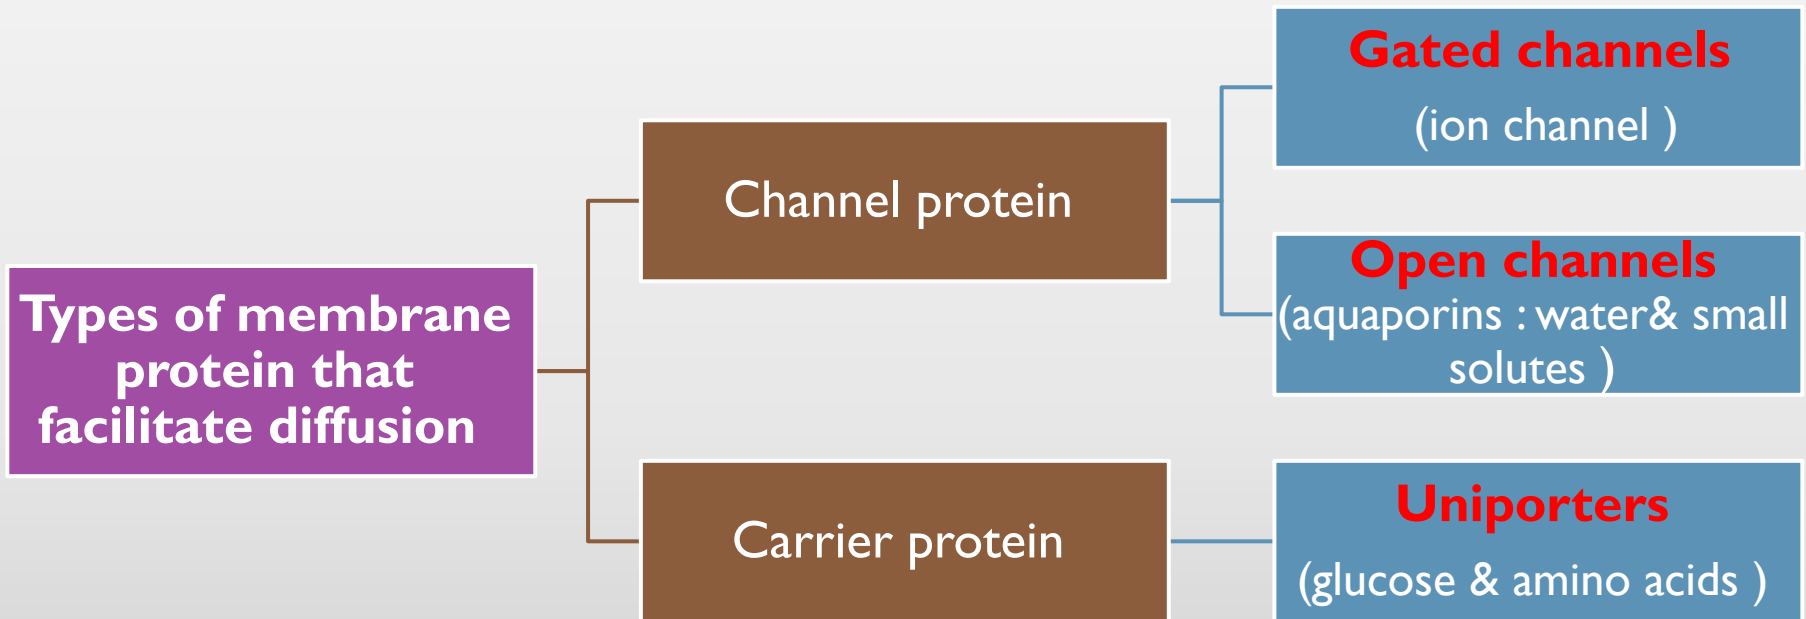 Types of membrane
protein that
facilitate diffusion
Channel protein
Gated channels
(ion channel )
Open channels
(aquaporins : water& small
solutes )
Carrier protein
Uniporters
(glucose & amino acids )